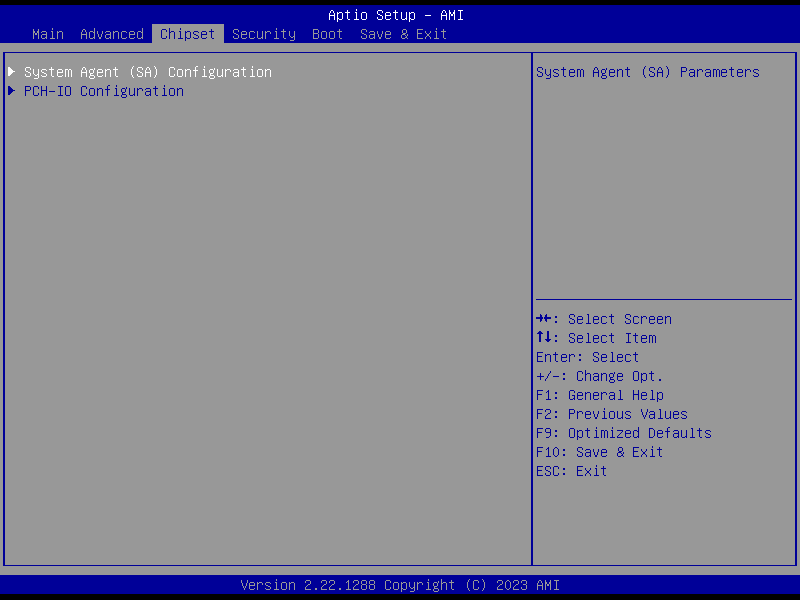 Aptio Setup - AMI
Main Advanced Chipset Security Boot Save & Exit
System Agent (SA) Configuration
PCH-IO Configuration
System Agent (SA) Parameters
→←: Select Screen
↑↓: Select Item
Enter: Select
+/-: Change Opt.
F1: General Help
F2: Previous Values
F9: Optimized Defaults
F10: Save & Exit
ESC: Exit
Version 2.22.1288 Copyright (C) 2023 AMI